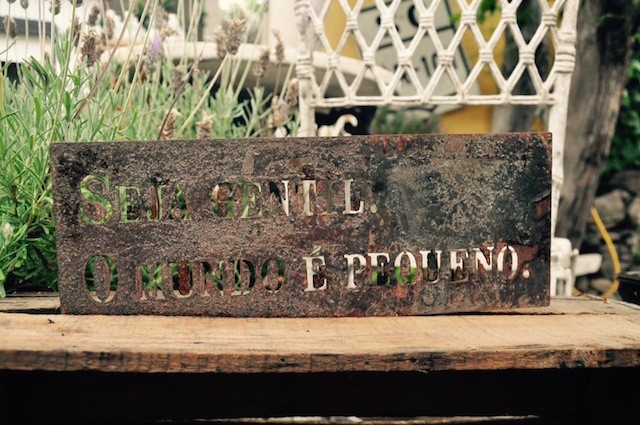 Seja gentil.
O mundo é pequeno.